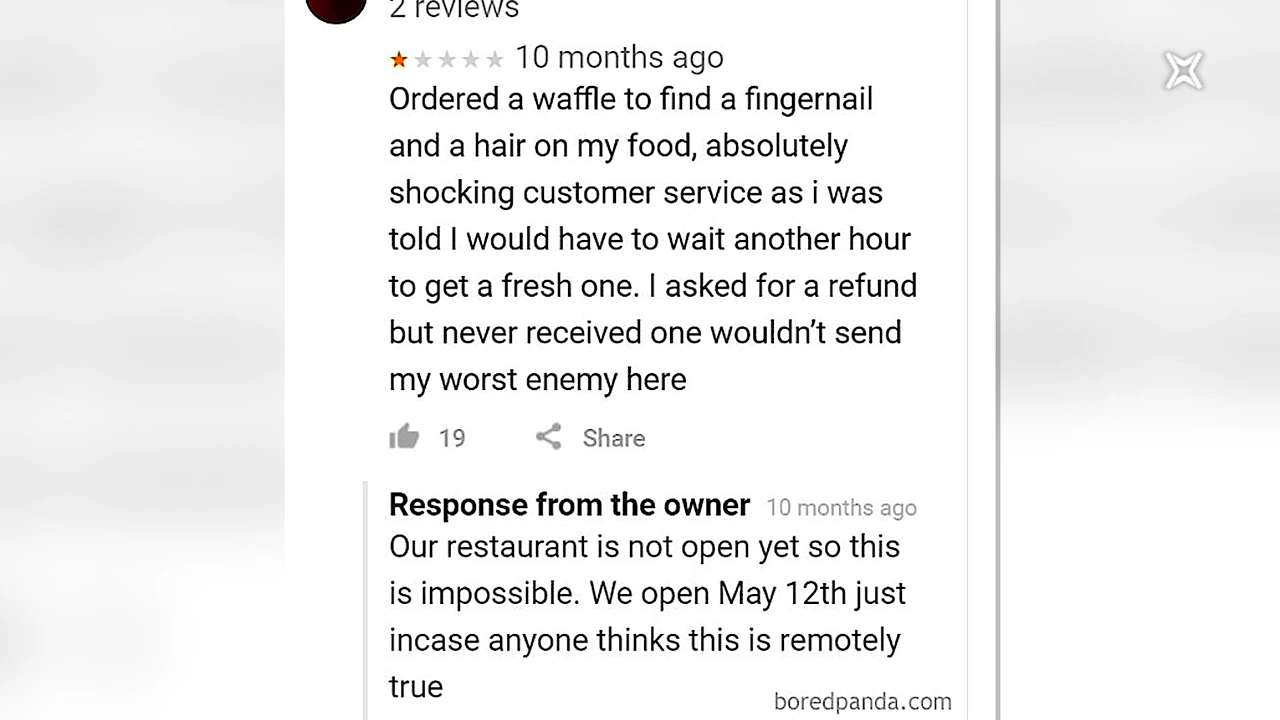 2 reviews
10 months ago
Ordered a waffle to find a fingernail
and a hair on my food, absolutely
shocking customer service as i was
told I would have to wait another hour
to get a fresh one. I asked for a refund
but never received one wouldn’t send
my worst enemy here
19 Share
Response from the owner 10 months ago
Our restaurant is not open yet so this
is impossible. We open May 12th just
incase anyone thinks this is remotely
true
boredpanda.com